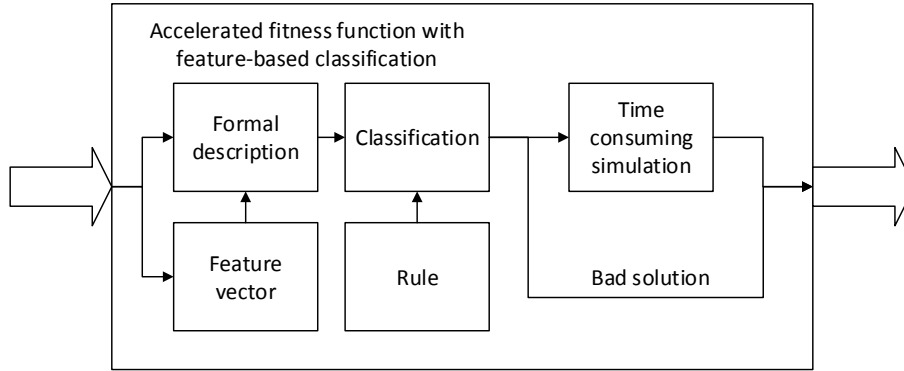 Accelerated fitness function with
feature-based classification
Formal
description
Classification
Time
consuming
simulation
Feature
vector
Rule
Bad solution